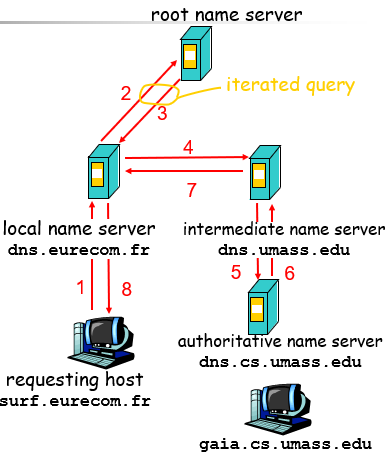 root name server
2
iterated query
3
4
7
local name server
dns.eurecom.fr
intermediate name server
dns.umass.edu
1
8
5
6
authoritative name server
dns.cs.umass.edu
requesting host
surf.eurecom.fr
gaia.cs.umass.edu